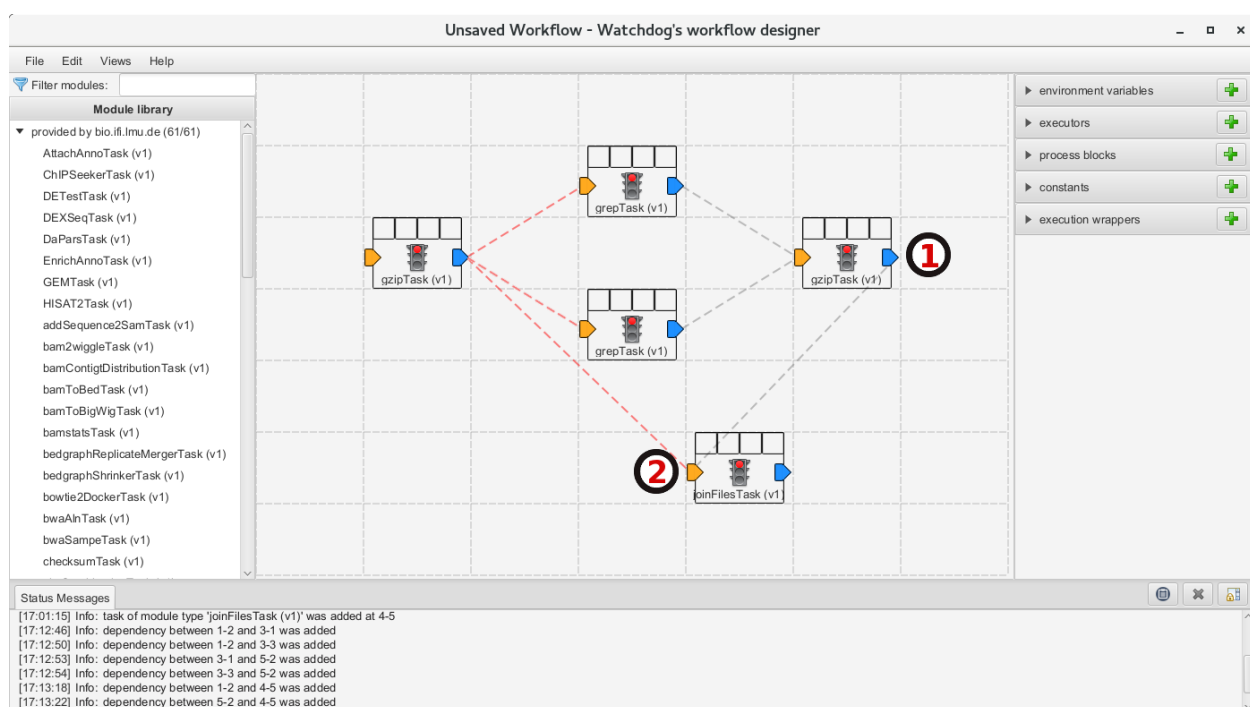 Unsaved Workflow - Watchdog's workflow designer
File Edit Views Help
Filter modules:
Module library
provided by bio.ifi.lmu.de (61/61)
AttachAnnoTask (v1)
ChIPSeekerTask (v1)
DETestTask (v1)
DEXSeqTask (v1)
DaParsTask (v1)
EnrichAnnoTask (v1)
GEMTask (v1)
HISAT2Task (v1)
addSequence2SamTask (v1)
bam2wiggleTask (v1)
bamContigtDistributionTask (v1)
bamToBedTask (v1)
bamToBigWigTask (v1)
bamstatsTask (v1)
bedgraphReplicateMergerTask (v1)
bedgraphShrinkerTask (v1)
bowtie2DockerTask (v1)
bwaAlnTask (v1)
bwaSampeTask (v1)
checksumTask (v1)
grepTask (v1)
gzipTask (v1)
gzipTask (v1)
1
grepTask (v1)
2
joinFilesTask (v1)
environment variables
executors
process blocks
constants
execution wrappers
Status Messages
[17:01:15] Info: task of module type 'joinFilesTask (v1)' was added at 4-5
[17:12:46] Info: dependency between 1-2 and 3-1 was added
[17:12:50] Info: dependency between 1-2 and 3-3 was added
[17:12:53] Info: dependency between 3-1 and 5-2 was added
[17:12:54] Info: dependency between 3-3 and 5-2 was added
[17:13:18] Info: dependency between 1-2 and 4-5 was added
[17:13:22] Info: dependency between 5-2 and 4-5 was added